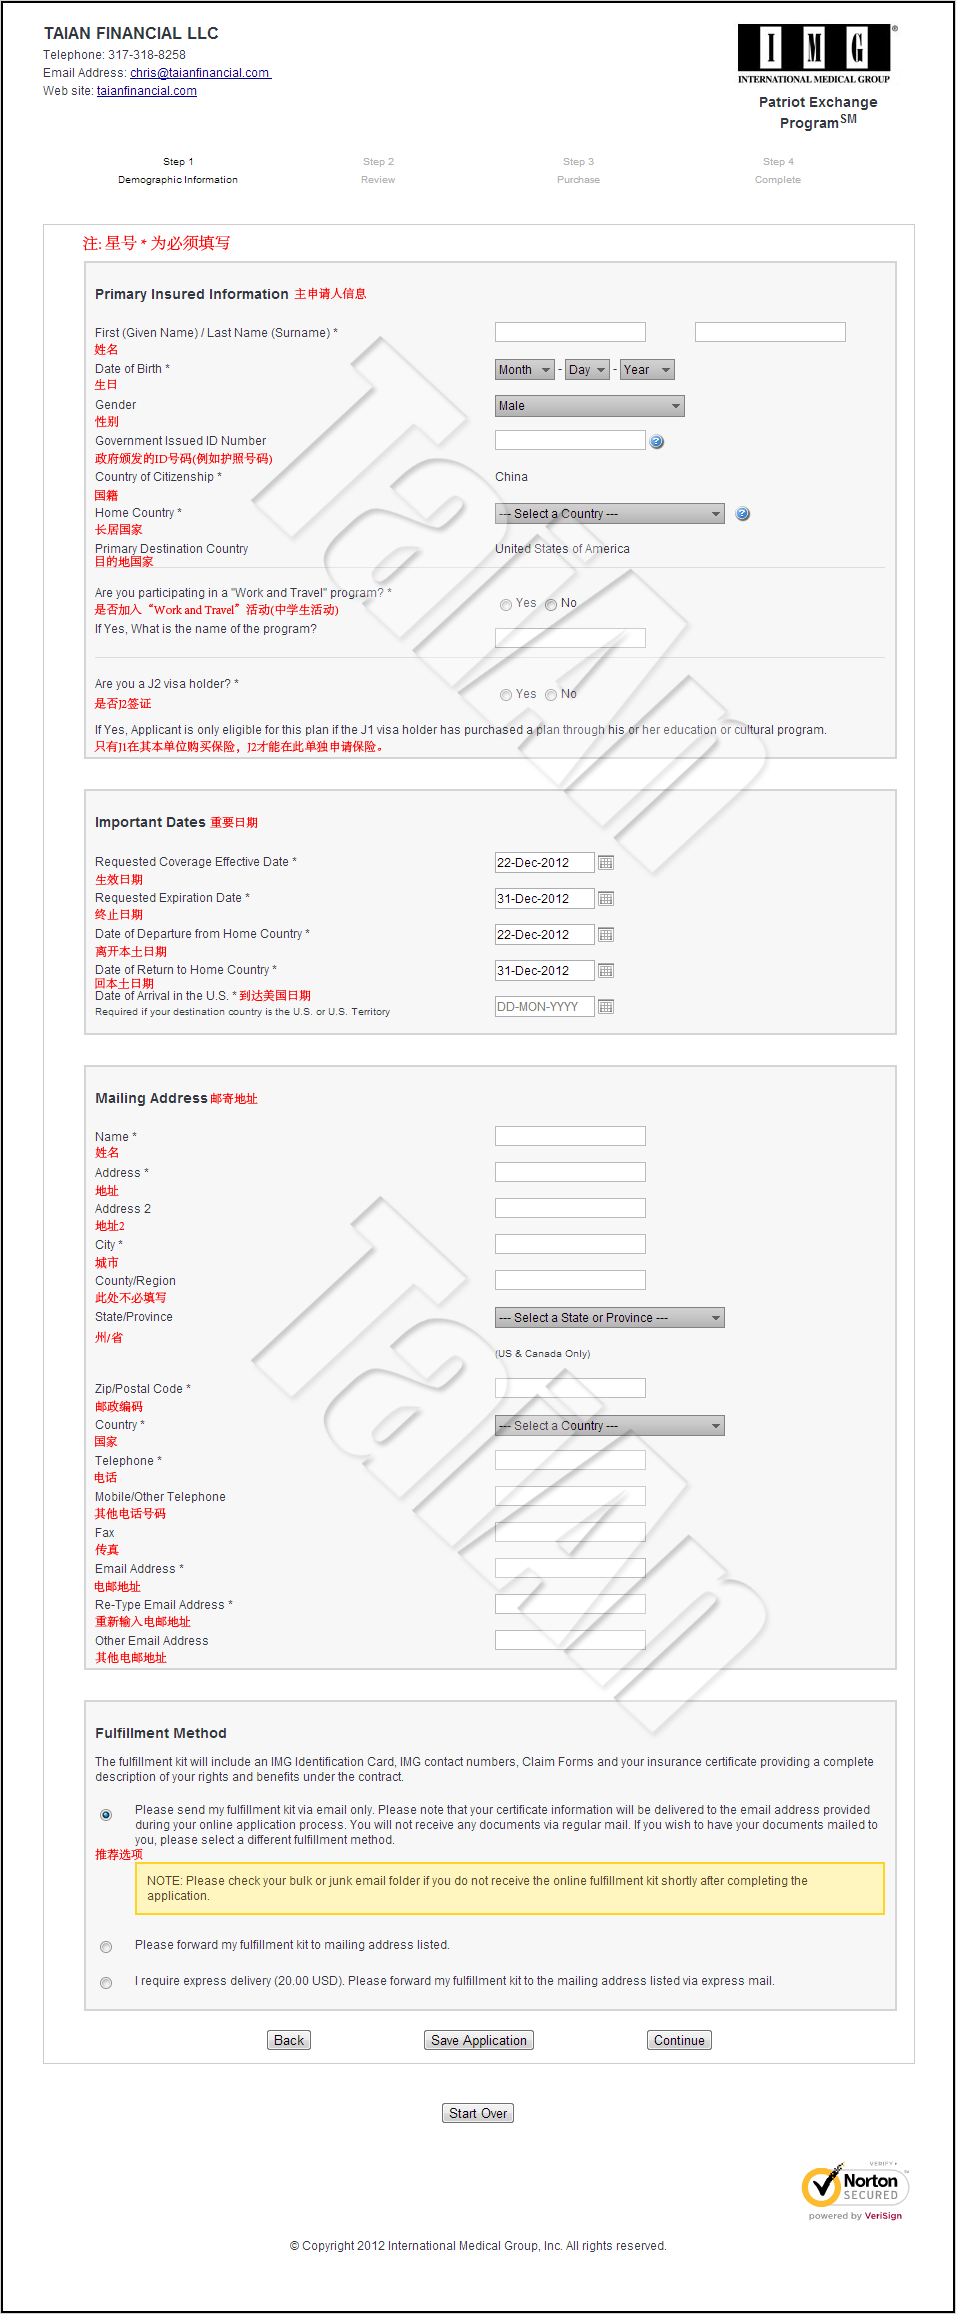 TAIAN FINANCIAL LLC
Telephone: 317-318-8258
Email Address: chris@taianfinancial.com
Web site: taianfinancial.com
I M G ®
INTERNATIONAL MEDICAL GROUP
Patriot Exchange
Program SM
Step 1 Step 2 Step 3 Step 4
Demographic Information Review Purchase Complete
注: 星号 * 为必须填写
Primary Insured Information 主申请人信息
First (Given Name) / Last Name (Surname) *
姓名
Date of Birth * Month - Day - Year
生日
Gender Male
性别
Government Issued ID Number ?
政府颁发的ID号码(例如护照号码)
Country of Citizenship * China
国籍
Home Country * --- Select a Country --- ?
长居国家
Primary Destination Country United States of America
目的地国家
Are you participating in a "Work and Travel" program? * Yes No
是否加入“Work and Travel”活动(中学生活动)
If Yes, What is the name of the program?
Are you a J2 visa holder? * Yes No
是否J2签证
If Yes, Applicant is only eligible for this plan if the J1 visa holder has purchased a plan through his or her education or cultural program.
只有J1在其本单位购买保险，J2才能在此单独申请保险。
TaiAn
Important Dates 重要日期
Requested Coverage Effective Date * 22-Dec-2012
生效日期
Requested Expiration Date * 31-Dec-2012
终止日期
Date of Departure from Home Country * 22-Dec-2012
离开本土日期
Date of Return to Home Country * 31-Dec-2012
回本土日期
Date of Arrival in the U.S. * 到达美国日期 DD-MON-YYYY
Required if your destination country is the U.S. or U.S. Territory
Mailing Address 邮寄地址
Name *
姓名
Address *
地址
Address 2
地址2
City *
城市
County/Region
此处不必填写
State/Province --- Select a State or Province ---
州/省
(US & Canada Only)
Zip/Postal Code *
邮政编码
Country * --- Select a Country ---
国家
Telephone *
电话
Mobile/Other Telephone
其他电话号码
Fax
传真
Email Address *
电邮地址
Re-Type Email Address *
重新输入电邮地址
Other Email Address
其他电邮地址
TaiAn
Fulfillment Method
The fulfillment kit will include an IMG Identification Card, IMG contact numbers, Claim Forms and your insurance certificate providing a complete
description of your rights and benefits under the contract.
Please send my fulfillment kit via email only. Please note that your certificate information will be delivered to the email address provided
during your online application process. You will not receive any documents via regular mail. If you wish to have your documents mailed to
you, please select a different fulfillment method.
推荐选项
NOTE: Please check your bulk or junk email folder if you do not receive the online fulfillment kit shortly after completing the
application.
Please forward my fulfillment kit to mailing address listed.
I require express delivery (20.00 USD). Please forward my fulfillment kit to the mailing address listed via express mail.
Back Save Application Continue
Start Over
VERIFY
Norton
SECURED
powered by VeriSign
© Copyright 2012 International Medical Group, Inc. All rights reserved.